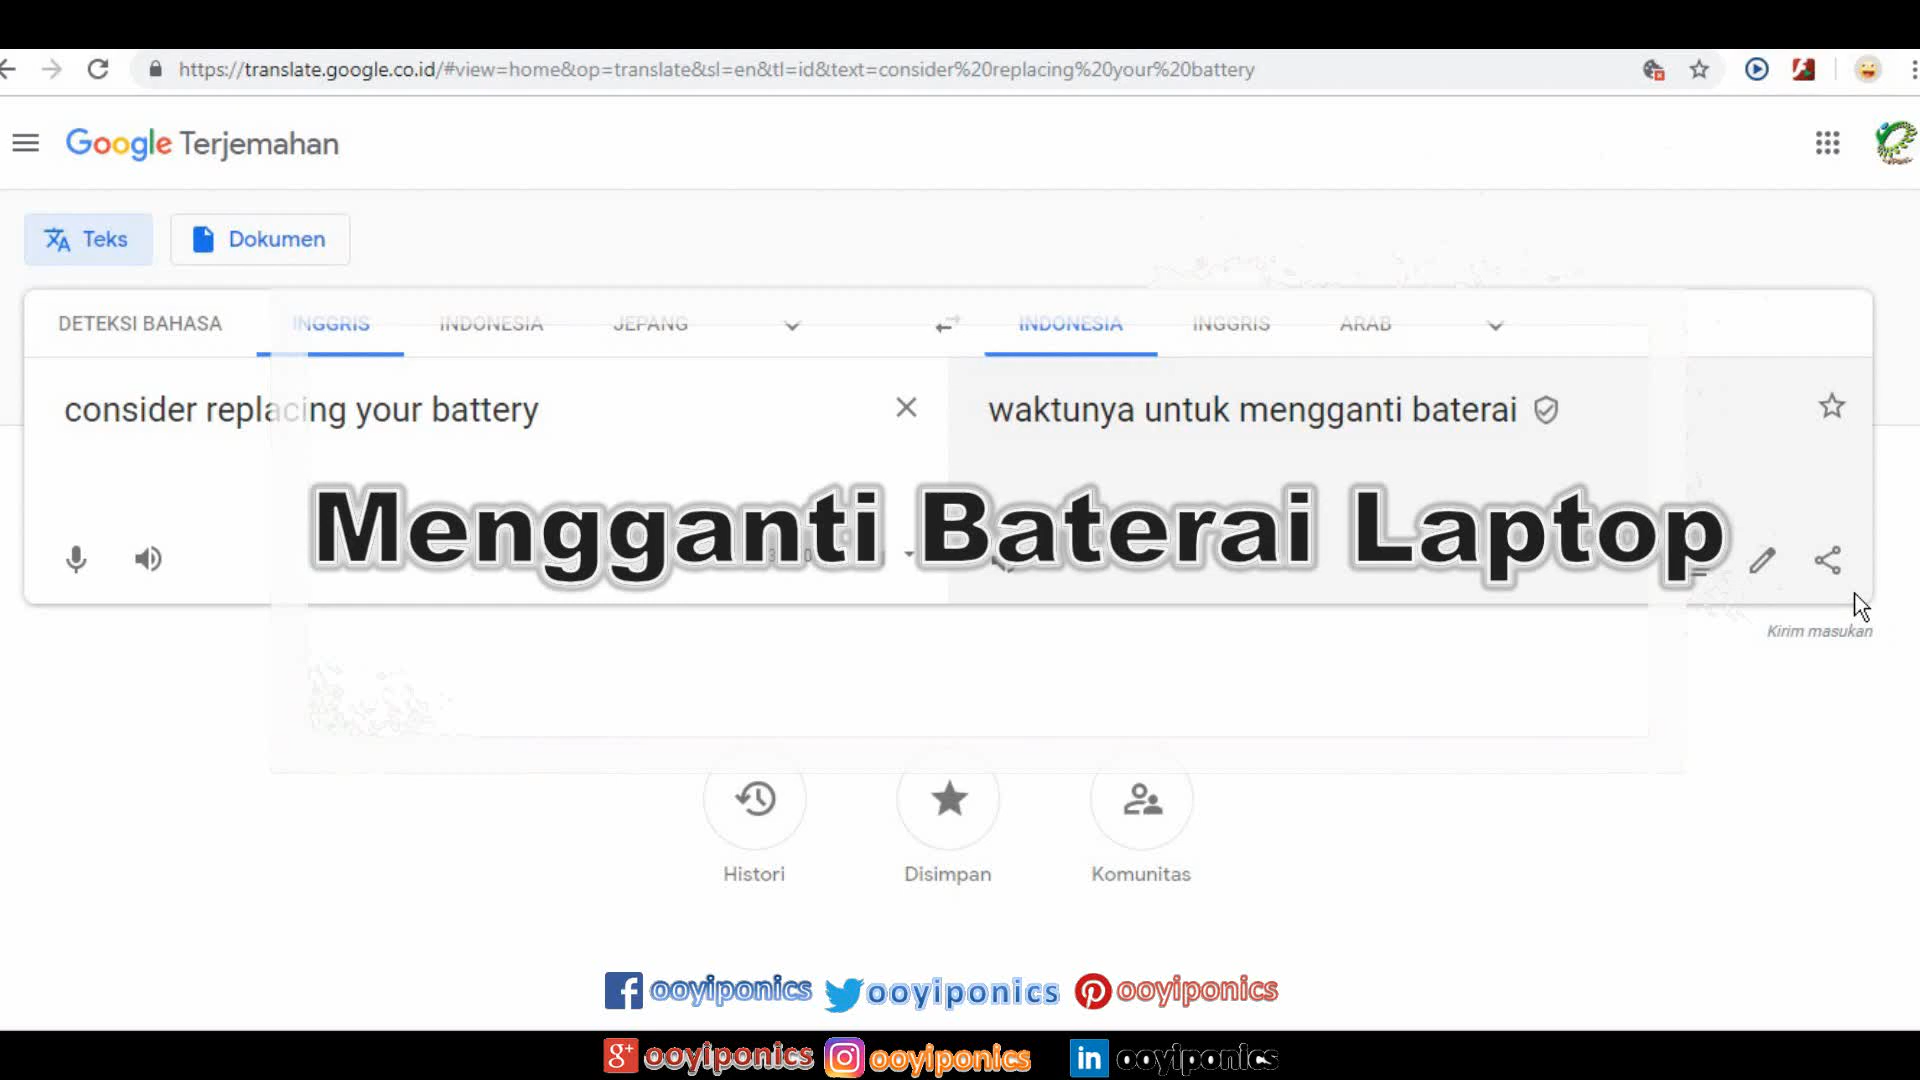 https://translate.google.co.id/#view=home&op=translate&sl=en&tl=id&text=consider%20replacing%20your%20battery
Google Terjemahan
Teks
Dokumen
DETEKSI BAHASA INGGRIS INDONESIA JEPANG INDONESIA INGGRIS ARAB
consider replacing your battery
waktunya untuk mengganti baterai
Mengganti Baterai Laptop
Kirim masukan
Histori Disimpan Komunitas
ooyiponics ooyiponics ooyiponics
ooyiponics ooyiponics ooyiponics